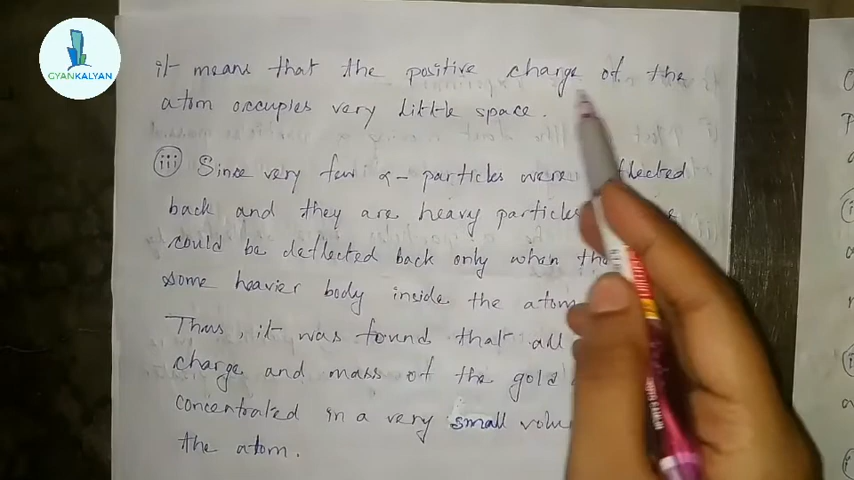 GYANKALYAN
it means that the positive charge of the
atom occupies very little space.
(iii) Since very few α- particles were flected
back and they are heavy particles
could be deflected back only when
some heavier body inside the atom
Thus, it was found that all
charge and mass of the gold
concentrated in a very small
the atom.